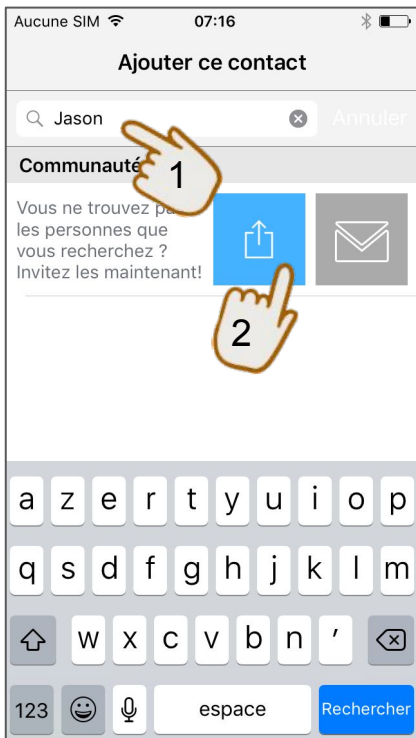 Aucune SIM 07:16
Ajouter ce contact
Jason Annuler
Communauté
1
Vous ne trouvez pas
les personnes que
vous recherchez ?
Invitez les maintenant!
2
a z e r t y u i o p
q s d f g h j k l m
w x c v b n ’
123 espace Rechercher